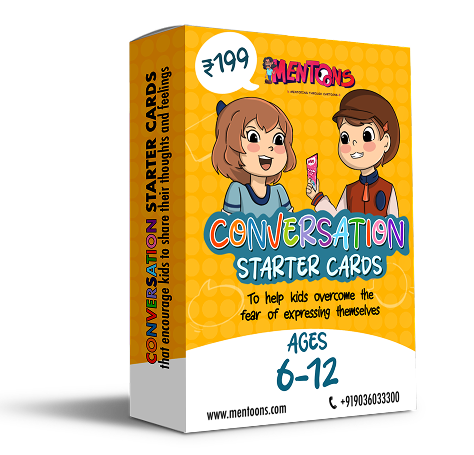 ₹199
MENTOONS
CONVERSATION
STARTER CARDS
To help kids overcome the
fear of expressing themselves
AGES
6-12
www.mentoons.com
+919036033300
CONVERSATION STARTER CARDS
that encourage kids to share their thoughts and feelings